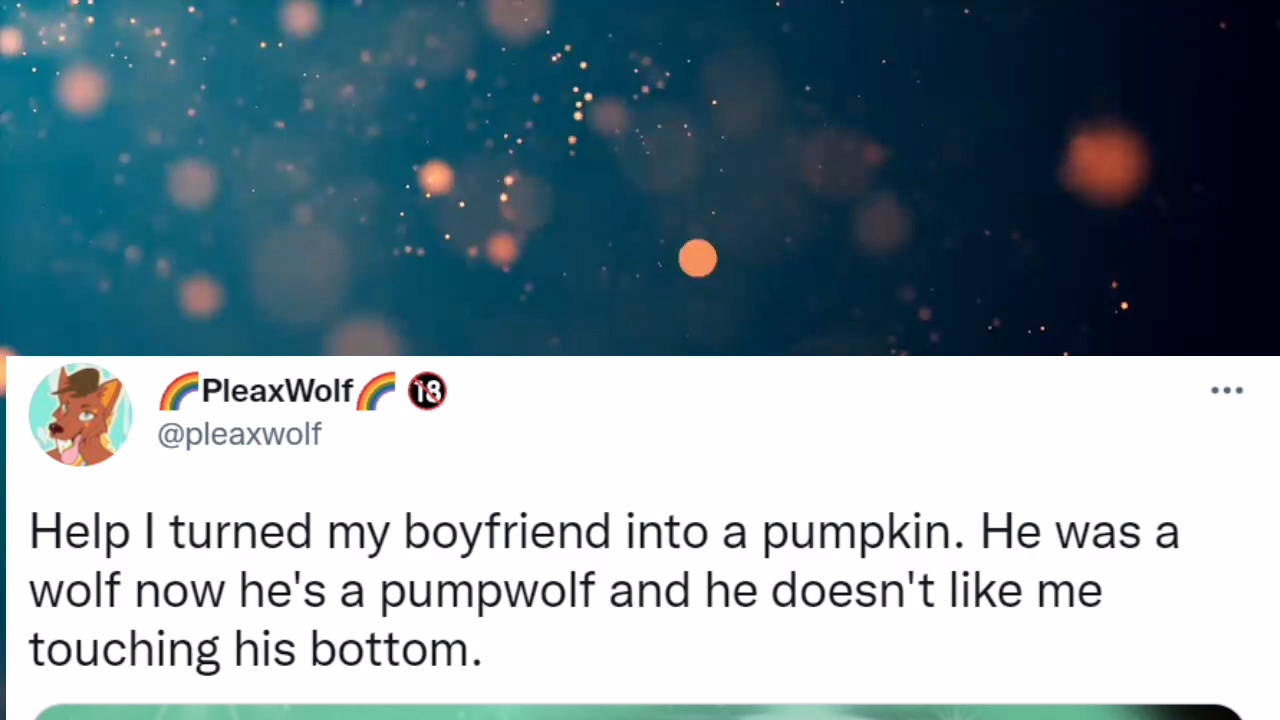 🌈PleaxWolf🌈 🔞
@pleaxwolf
Help I turned my boyfriend into a pumpkin. He was a
wolf now he's a pumpwolf and he doesn't like me
touching his bottom.